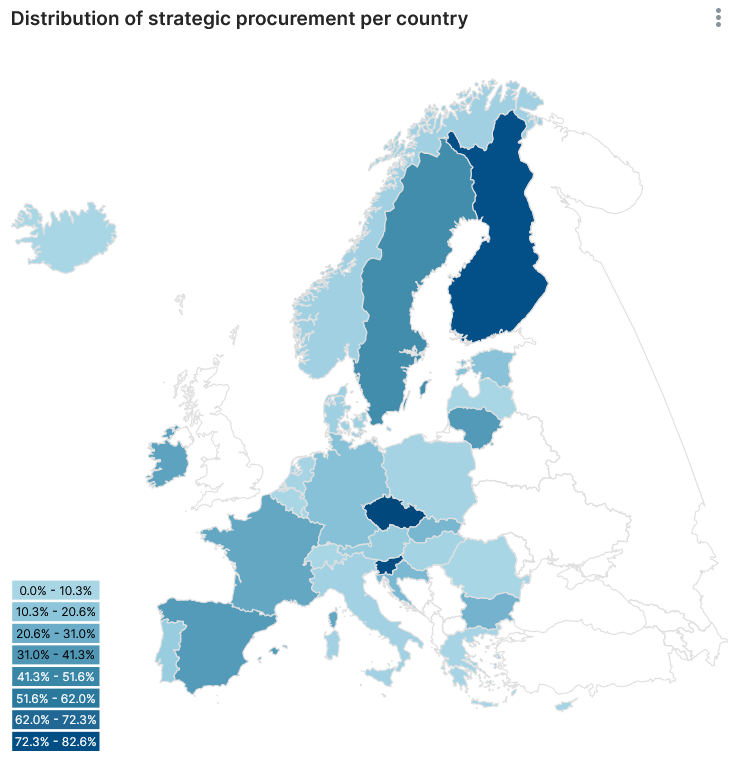 Distribution of strategic procurement per country
0.0% - 10.3%
10.3% - 20.6%
20.6% - 31.0%
31.0% - 41.3%
41.3% - 51.6%
51.6% - 62.0%
62.0% - 72.3%
72.3% - 82.6%